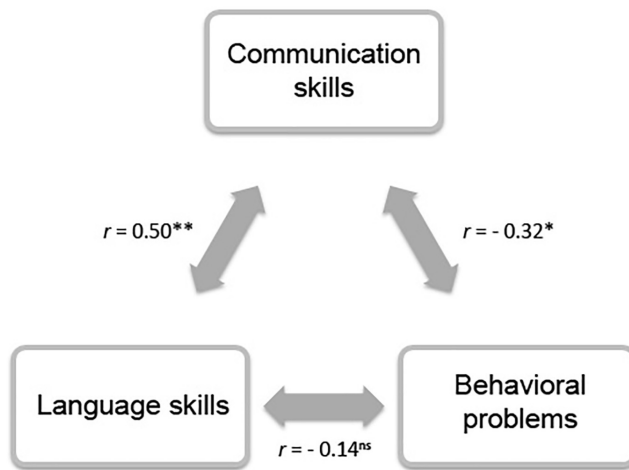 Communication
skills
r = 0.50**
r = - 0.32*
Language skills
Behavioral
problems
r = - 0.14ns